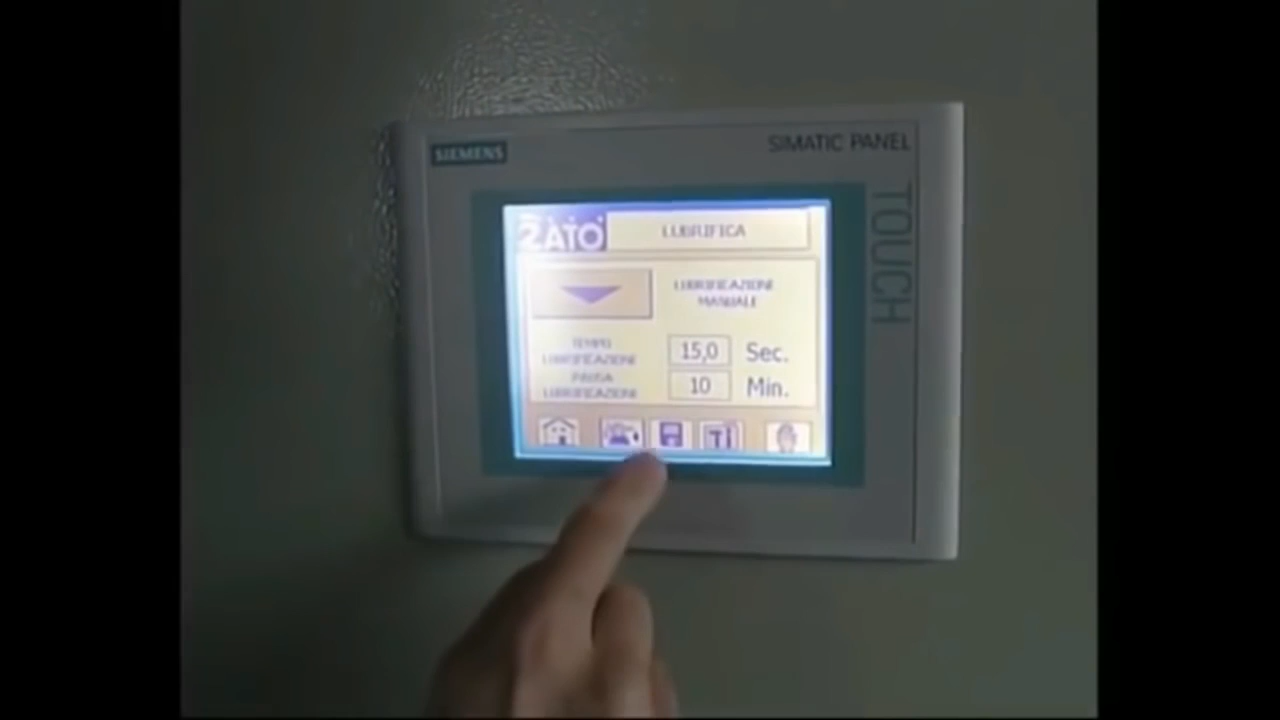 SIEMENS
SIMATIC PANEL
TOUCH
ZATO
LUBRIFICA
LUBRIFICAZIONE
MANUALE
TEMPO
LUBRIFICAZIONE
15,0 Sec.
PAUSA
LUBRIFICAZIONE
10 Min.